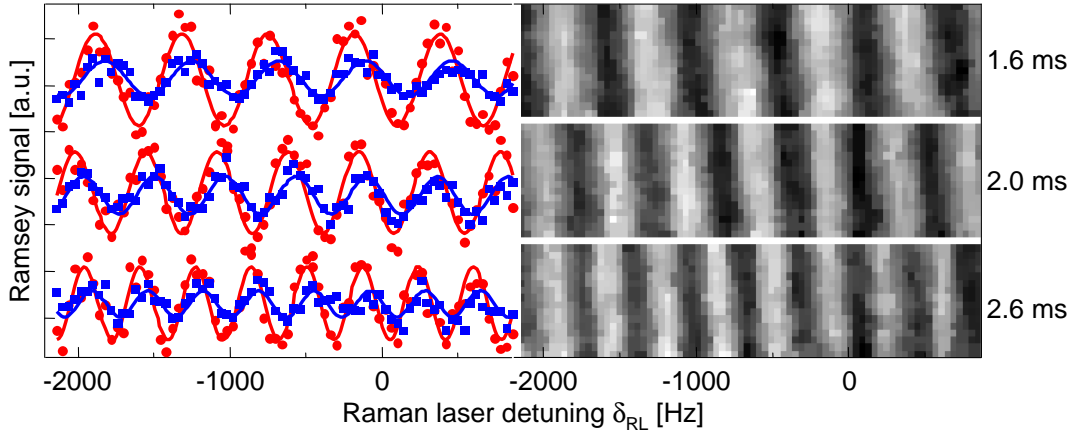 Ramsey signal [a.u.]
1.6 ms
2.0 ms
2.6 ms
-2000 -1000 0 -2000 -1000 0
Raman laser detuning δRL [Hz]